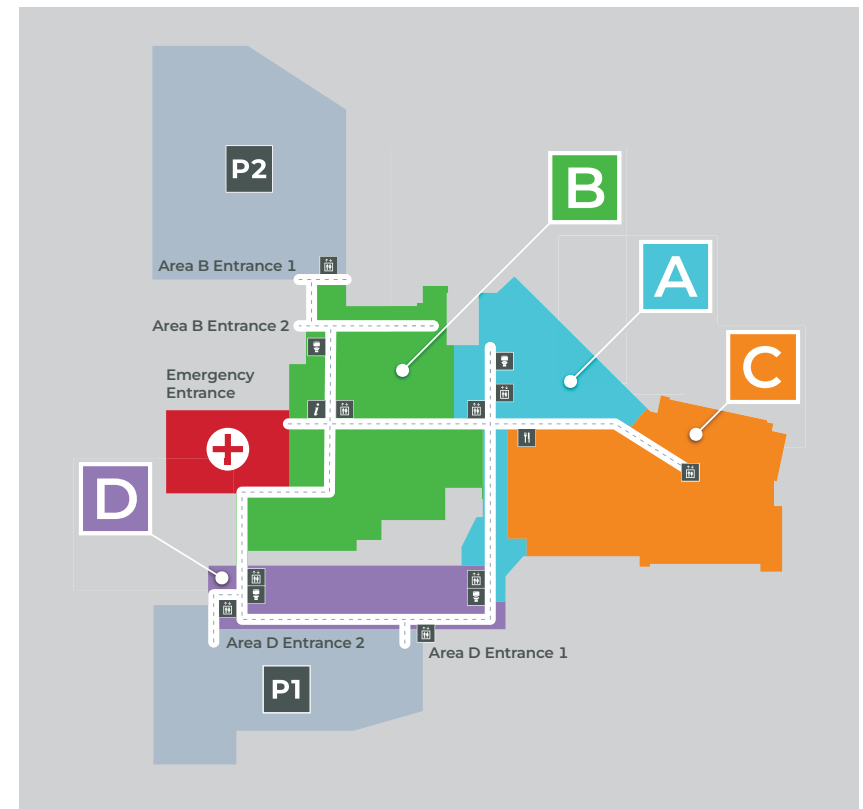 P2
B
A
Area B Entrance 1
Area B Entrance 2
C
Emergency
Entrance
i
D
Area D Entrance 2
Area D Entrance 1
P1